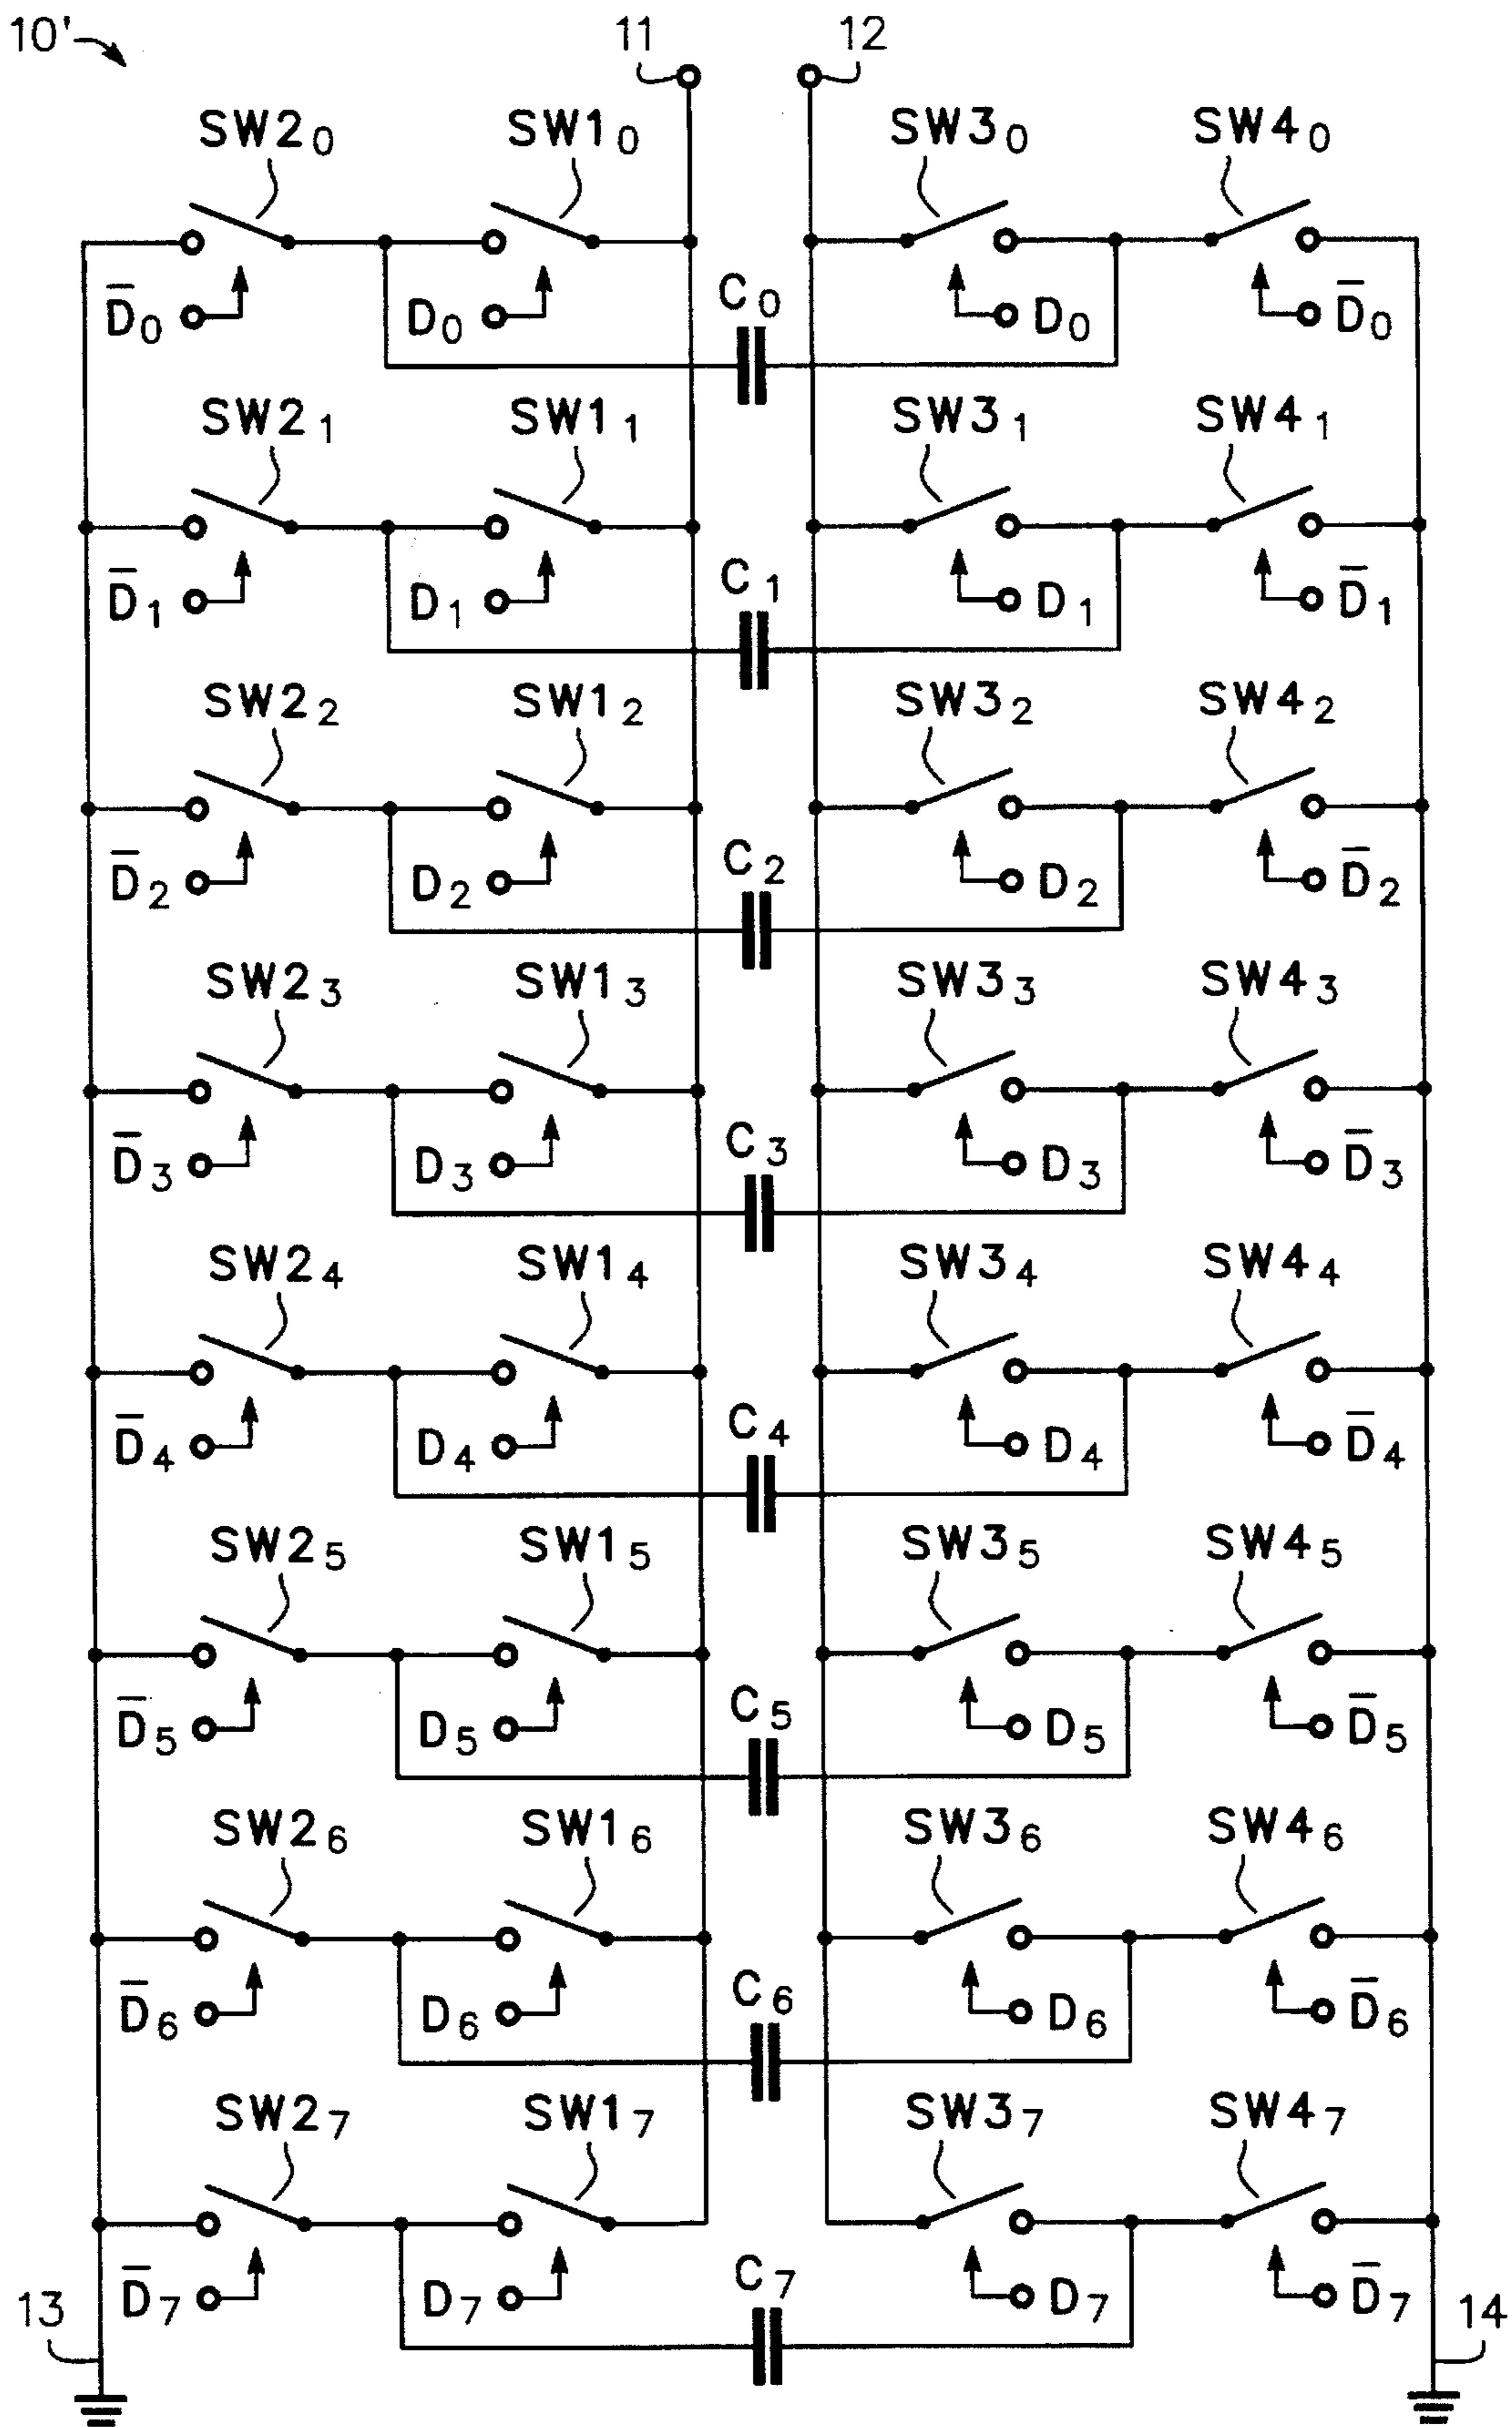 10' 11 12
SW2₀ SW1₀ SW3₀ SW4₀
D̅₀ D₀ C₀ D₀ D̅₀
SW2₁ SW1₁ SW3₁ SW4₁
D̅₁ D₁ C₁ D₁ D̅₁
SW2₂ SW1₂ SW3₂ SW4₂
D̅₂ D₂ C₂ D₂ D̅₂
SW2₃ SW1₃ SW3₃ SW4₃
D̅₃ D₃ C₃ D₃ D̅₃
SW2₄ SW1₄ SW3₄ SW4₄
D̅₄ D₄ C₄ D₄ D̅₄
SW2₅ SW1₅ SW3₅ SW4₅
D̅₅ D₅ C₅ D₅ D̅₅
SW2₆ SW1₆ SW3₆ SW4₆
D̅₆ D₆ C₆ D₆ D̅₆
SW2₇ SW1₇ SW3₇ SW4₇
D̅₇ D₇ C₇ D₇ D̅₇
13 14